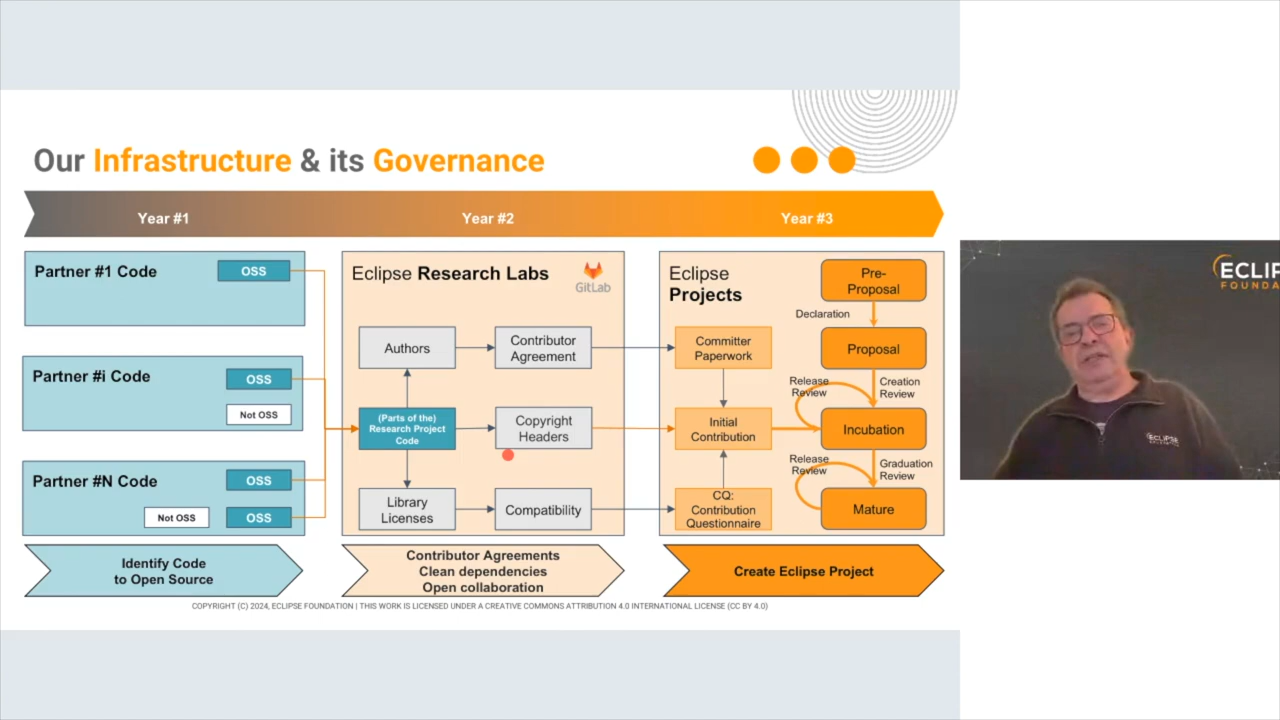 Our Infrastructure & its Governance
Year #1
Year #2
Year #3
Partner #1 Code
OSS
Partner #i Code
OSS
Not OSS
Partner #N Code
OSS
Not OSS
OSS
Identify Code
to Open Source
Eclipse Research Labs
GitLab
Authors
Contributor
Agreement
(Parts of the)
Research Project
Code
Copyright
Headers
Library
Licenses
Compatibility
Contributor Agreements
Clean dependencies
Open collaboration
Eclipse
Projects
Committer
Paperwork
Initial
Contribution
CQ:
Contribution
Questionnaire
Pre-
Proposal
Declaration
Proposal
Release
Review
Creation
Review
Incubation
Release
Review
Graduation
Review
Mature
Create Eclipse Project
COPYRIGHT (C) 2024, ECLIPSE FOUNDATION | THIS WORK IS LICENSED UNDER A CREATIVE COMMONS ATTRIBUTION 4.0 INTERNATIONAL LICENSE (CC BY 4.0)
ECLIP
FOUNDA
ECLIPSE